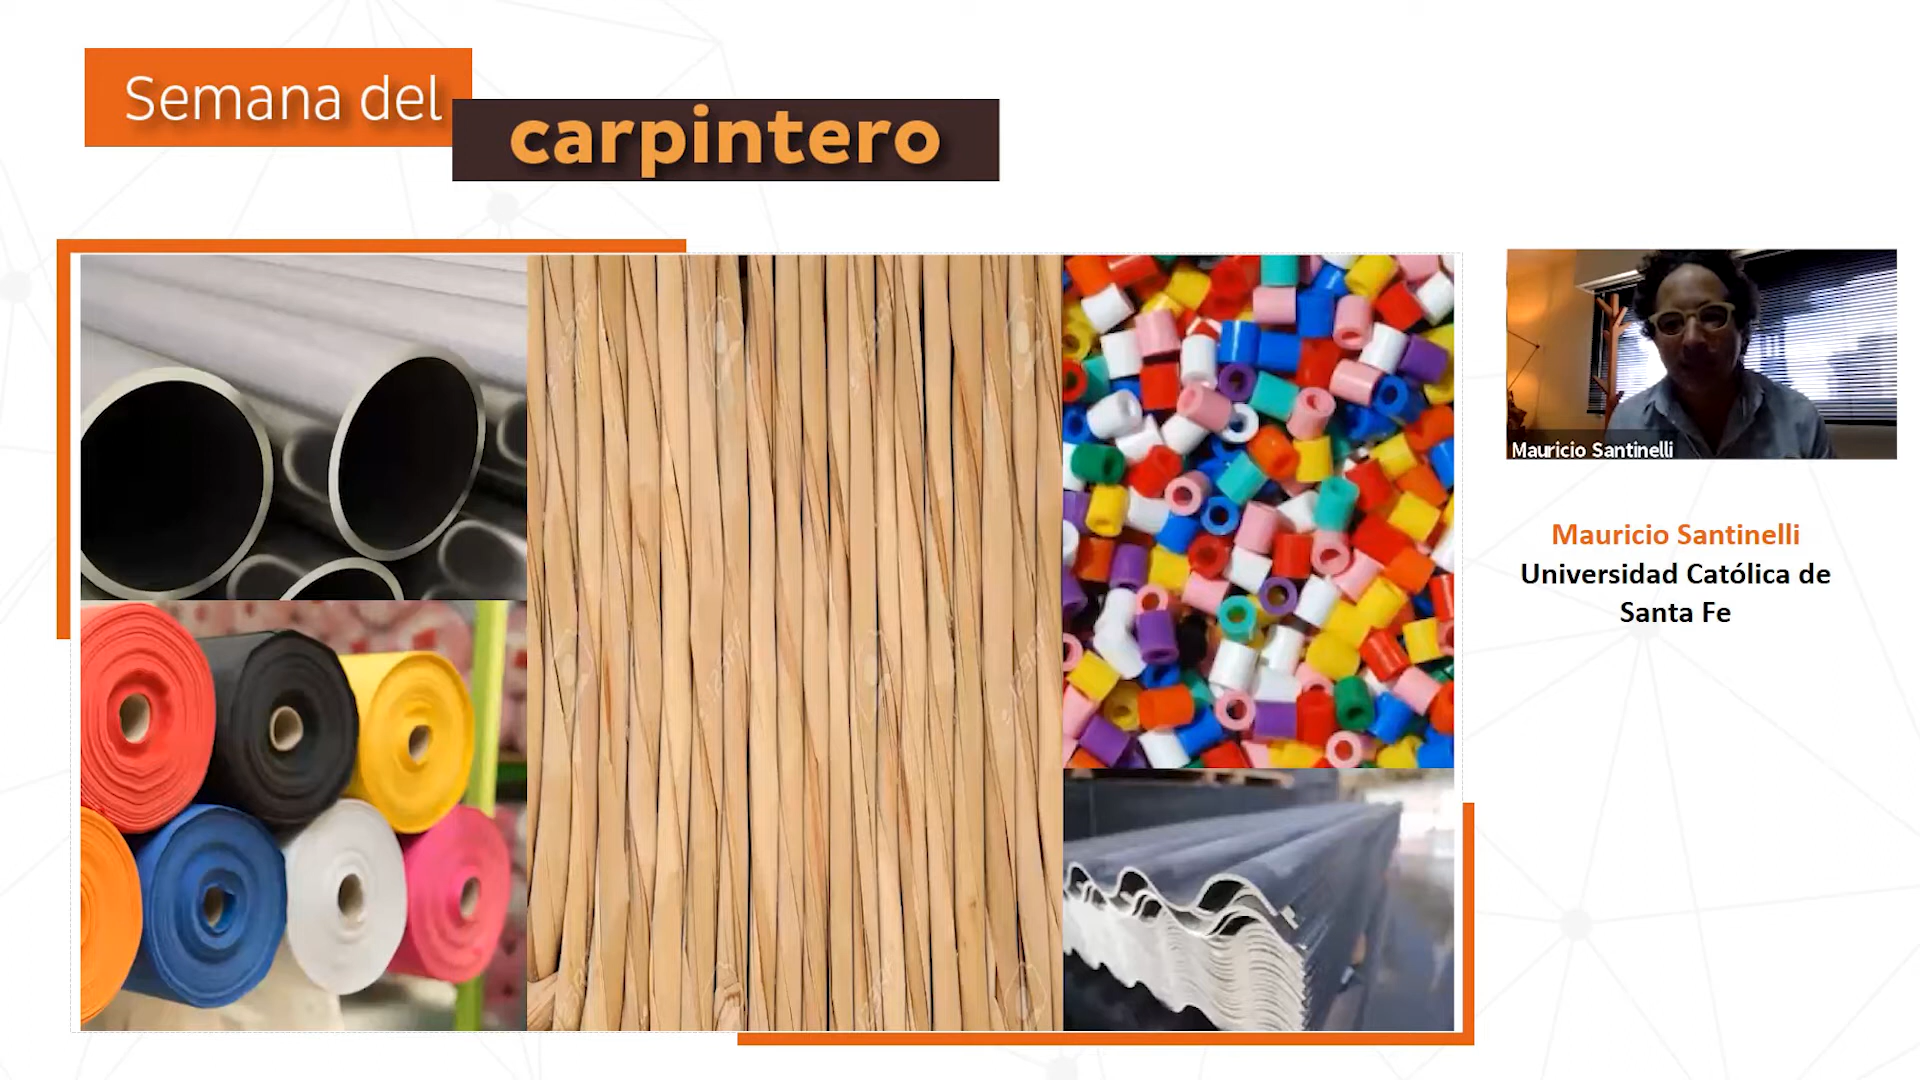 Semana del
carpintero
Mauricio Santinelli
Mauricio Santinelli
Universidad Católica de
Santa Fe